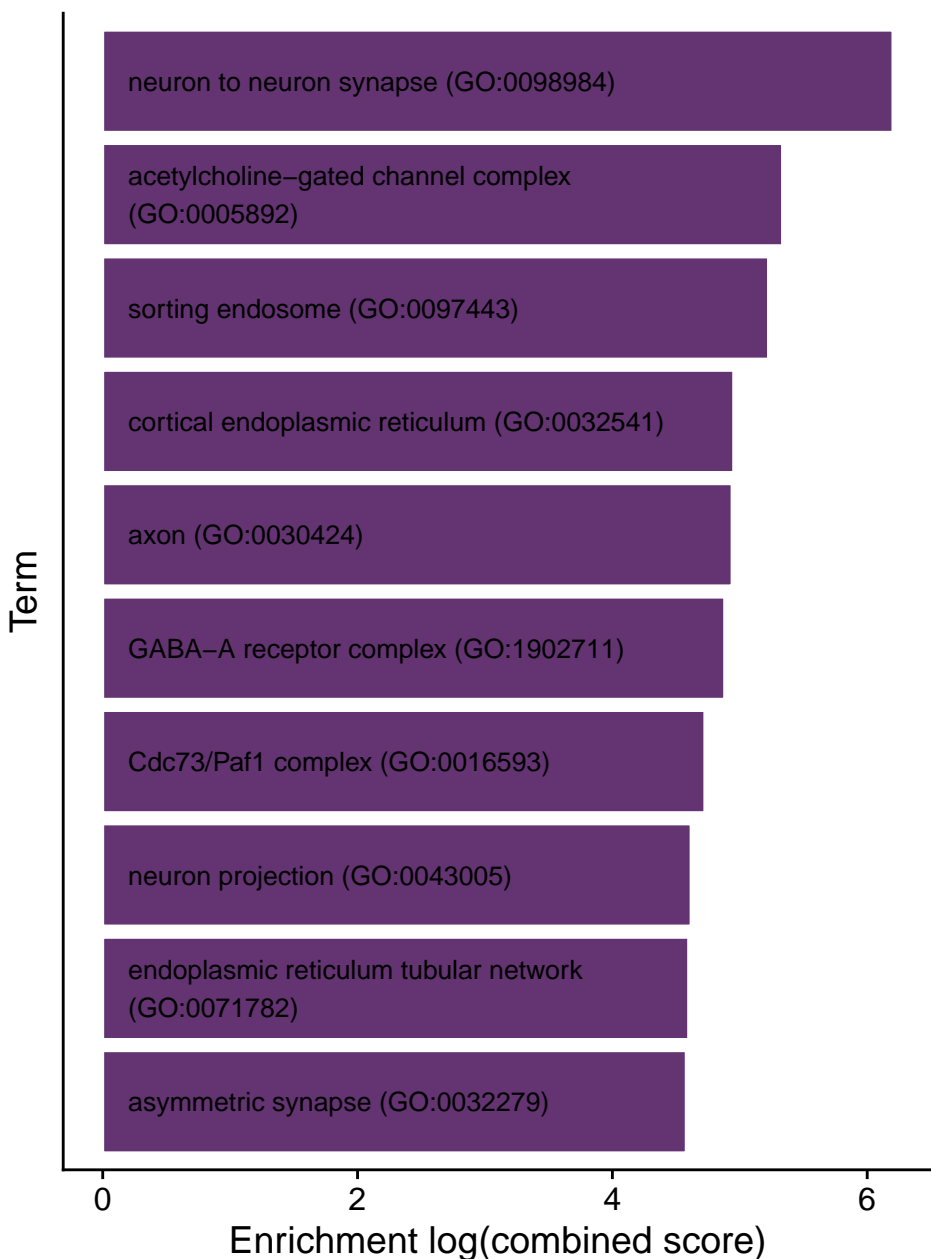 neuron to neuron synapse (GO:0098984)
acetylcholine−gated channel complex
(GO:0005892)
sorting endosome (GO:0097443)
cortical endoplasmic reticulum (GO:0032541)
axon (GO:0030424)
GABA−A receptor complex (GO:1902711)
Cdc73/Paf1 complex (GO:0016593)
neuron projection (GO:0043005)
endoplasmic reticulum tubular network
(GO:0071782)
asymmetric synapse (GO:0032279)
Term
0 2 4 6
Enrichment log(combined score)